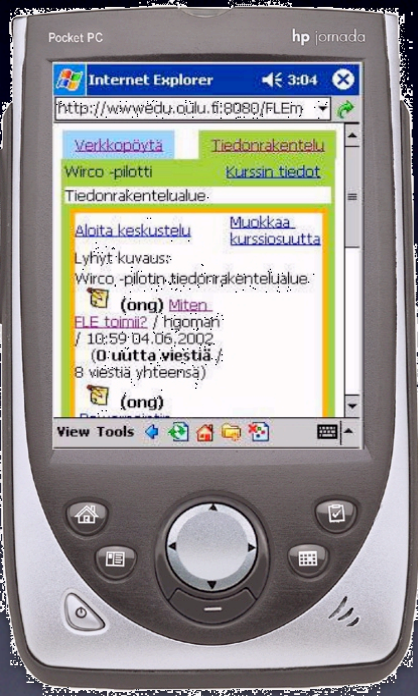 Pocket PC
hp jornada
Internet Explorer 3:04
http://wwwedu.oulu.fi:8080/FLEm
Verkkopöytä Tiedonrakentelu
Wirco -pilotti Kurssin tiedot
Tiedonrakentelualue
Aloita keskustelu Muokkaa kurssiosuutta
Lyhyt kuvaus:
Wirco -pilotin tiedonrakentelualue.
(ong) Miten
FLE toimii? / hgoman
/ 10:59 04.06.2002
(0 uutta viestiä /
8 viestiä yhteensä)
(ong)
View Tools